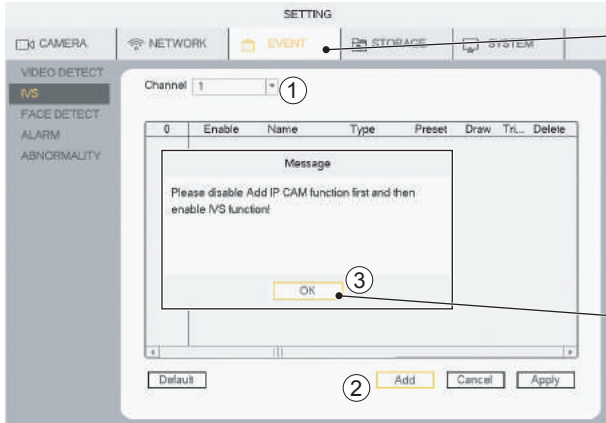 SETTING
CAMERA NETWORK EVENT STORAGE SYSTEM
VIDEO DETECT
IVS
FACE DETECT
ALARM
ABNORMALITY
Channel 1 ①
0 Enable Name Type Preset Draw Tri... Delete
Message
Please disable Add IP CAM function first and then
enable IVS function!
OK ③
Default ② Add Cancel Apply